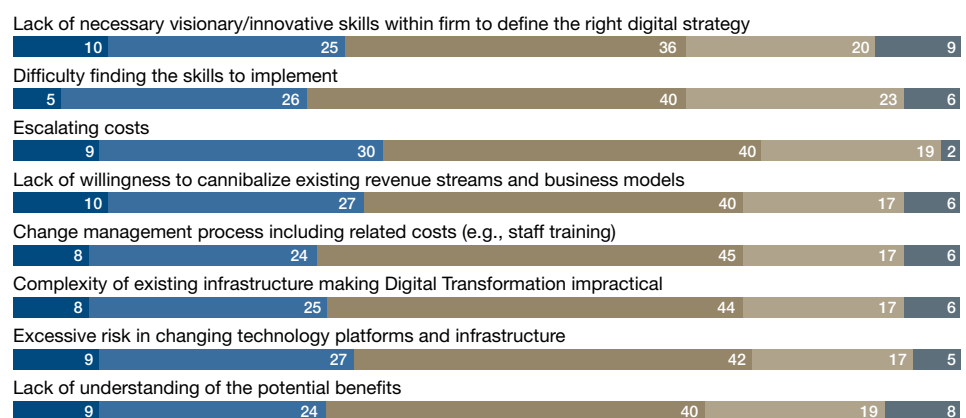 Lack of necessary visionary/innovative skills within firm to define the right digital strategy
10 25 36 20 9
Difficulty finding the skills to implement
5 26 40 23 6
Escalating costs
9 30 40 19 2
Lack of willingness to cannibalize existing revenue streams and business models
10 27 40 17 6
Change management process including related costs (e.g., staff training)
8 24 45 17 6
Complexity of existing infrastructure making Digital Transformation impractical
8 25 44 17 6
Excessive risk in changing technology platforms and infrastructure
9 27 42 17 5
Lack of understanding of the potential benefits
9 24 40 19 8